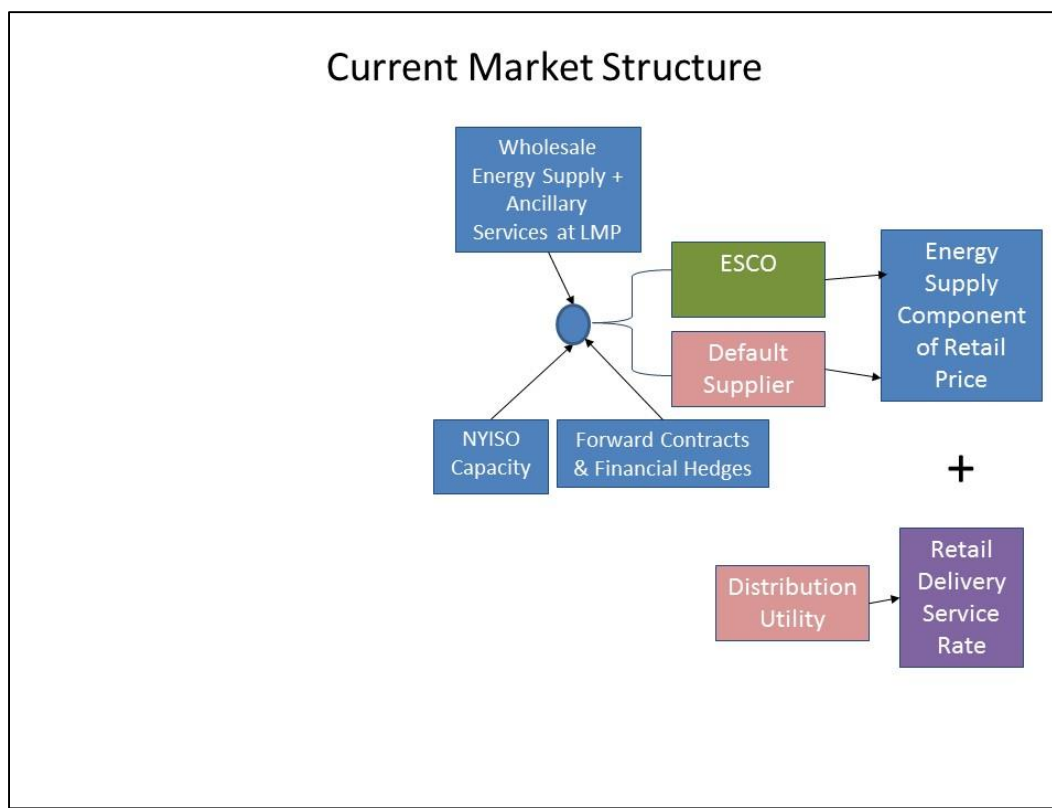 Current Market Structure
Wholesale
Energy Supply +
Ancillary
Services at LMP
ESCO
Default
Supplier
Energy
Supply
Component
of Retail
Price
NYISO
Capacity
Forward Contracts
& Financial Hedges
+
Distribution
Utility
Retail
Delivery
Service
Rate